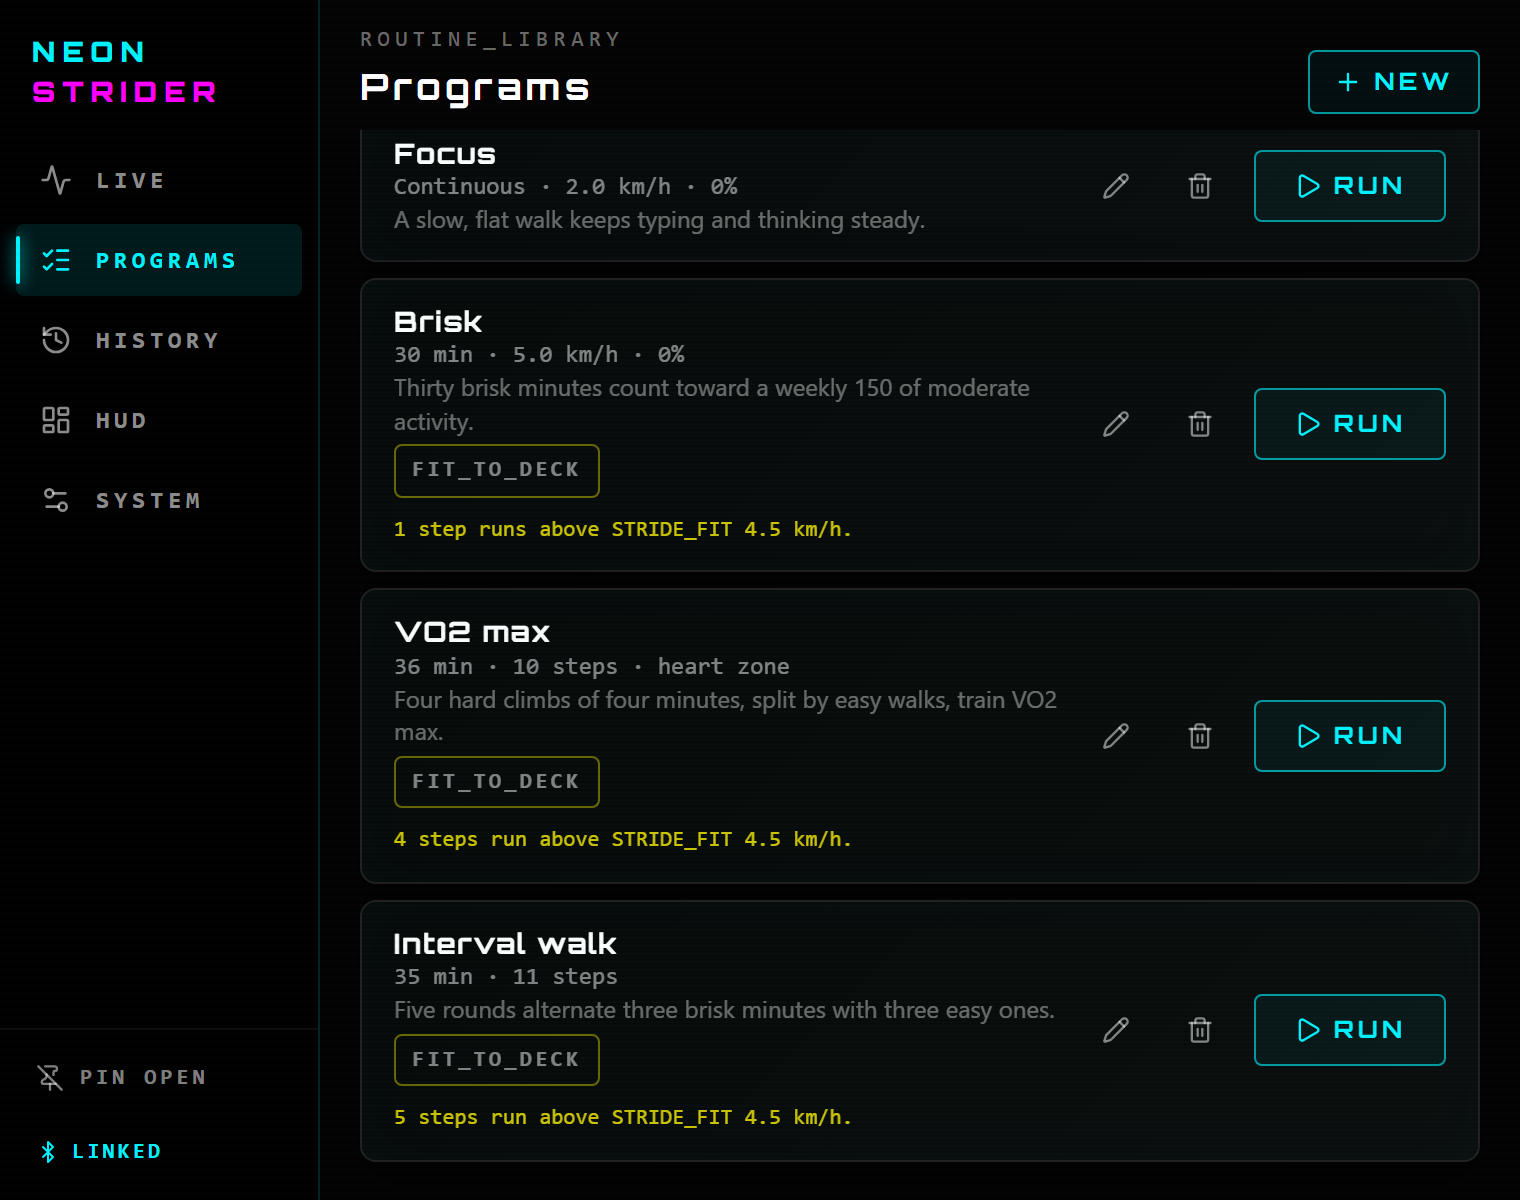 NEON
STRIDER
LIVE
PROGRAMS
HISTORY
HUD
SYSTEM
PIN OPEN
LINKED
ROUTINE_LIBRARY
Programs
+ NEW
Focus
Continuous · 2.0 km/h · 0%
A slow, flat walk keeps typing and thinking steady.
RUN
Brisk
30 min · 5.0 km/h · 0%
Thirty brisk minutes count toward a weekly 150 of moderate
activity.
FIT_TO_DECK
1 step runs above STRIDE_FIT 4.5 km/h.
RUN
VO2 max
36 min · 10 steps · heart zone
Four hard climbs of four minutes, split by easy walks, train VO2
max.
FIT_TO_DECK
4 steps run above STRIDE_FIT 4.5 km/h.
RUN
Interval walk
35 min · 11 steps
Five rounds alternate three brisk minutes with three easy ones.
FIT_TO_DECK
5 steps run above STRIDE_FIT 4.5 km/h.
RUN